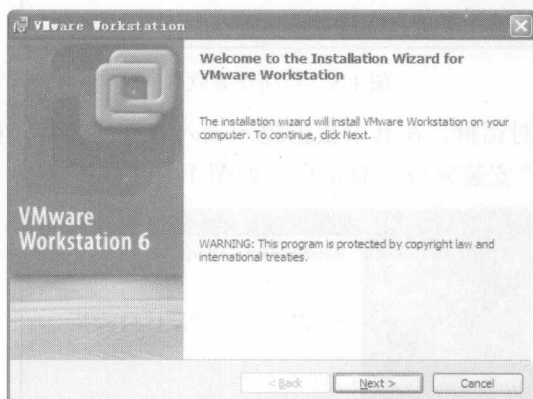 VMware Workstation
Welcome to the Installation Wizard for
VMware Workstation
The installation wizard will install VMware Workstation on your
computer. To continue, click Next.
VMware
Workstation 6
WARNING: This program is protected by copyright law and
international treaties.
< Back
Next >
Cancel